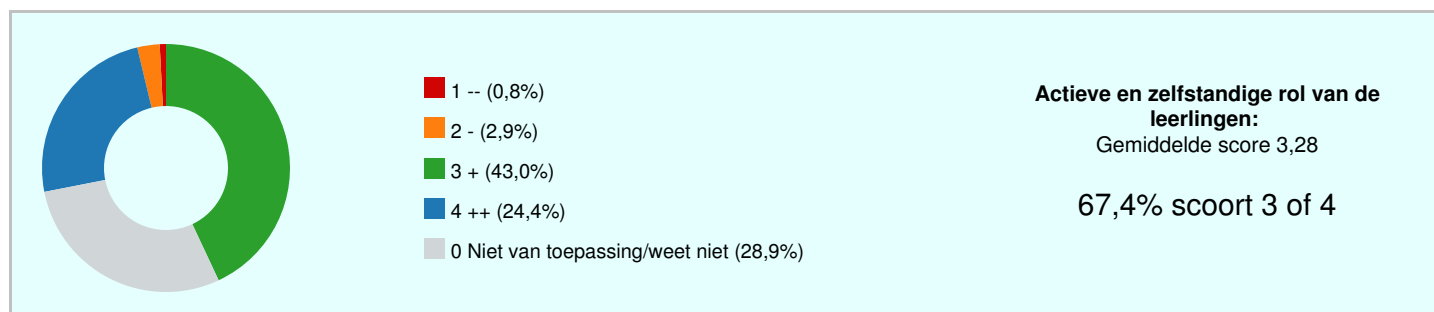 1 -- (0,8%)
2 - (2,9%)
3 + (43,0%)
4 ++ (24,4%)
0 Niet van toepassing/weet niet (28,9%)
Actieve en zelfstandige rol van de
leerlingen:
Gemiddelde score 3,28
67,4% scoort 3 of 4